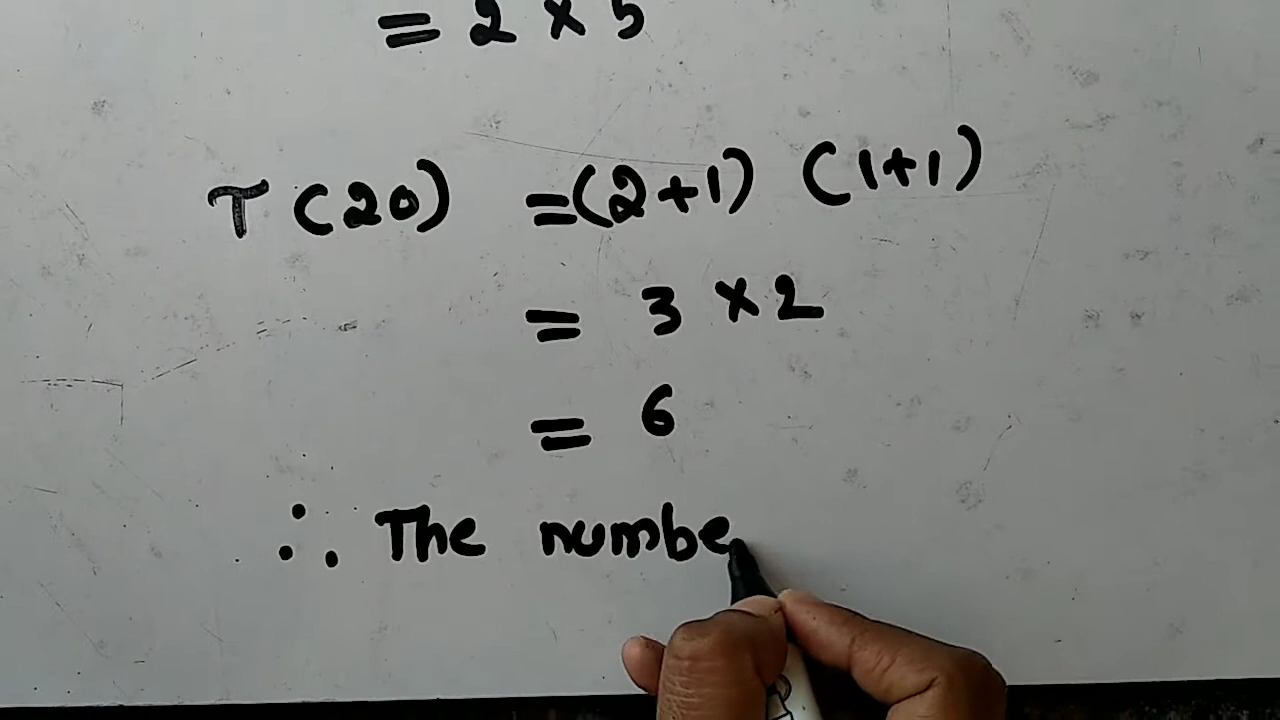 = 2 × 5
τ (20) = (2+1) (1+1)
= 3 × 2
= 6
∴ The numbe